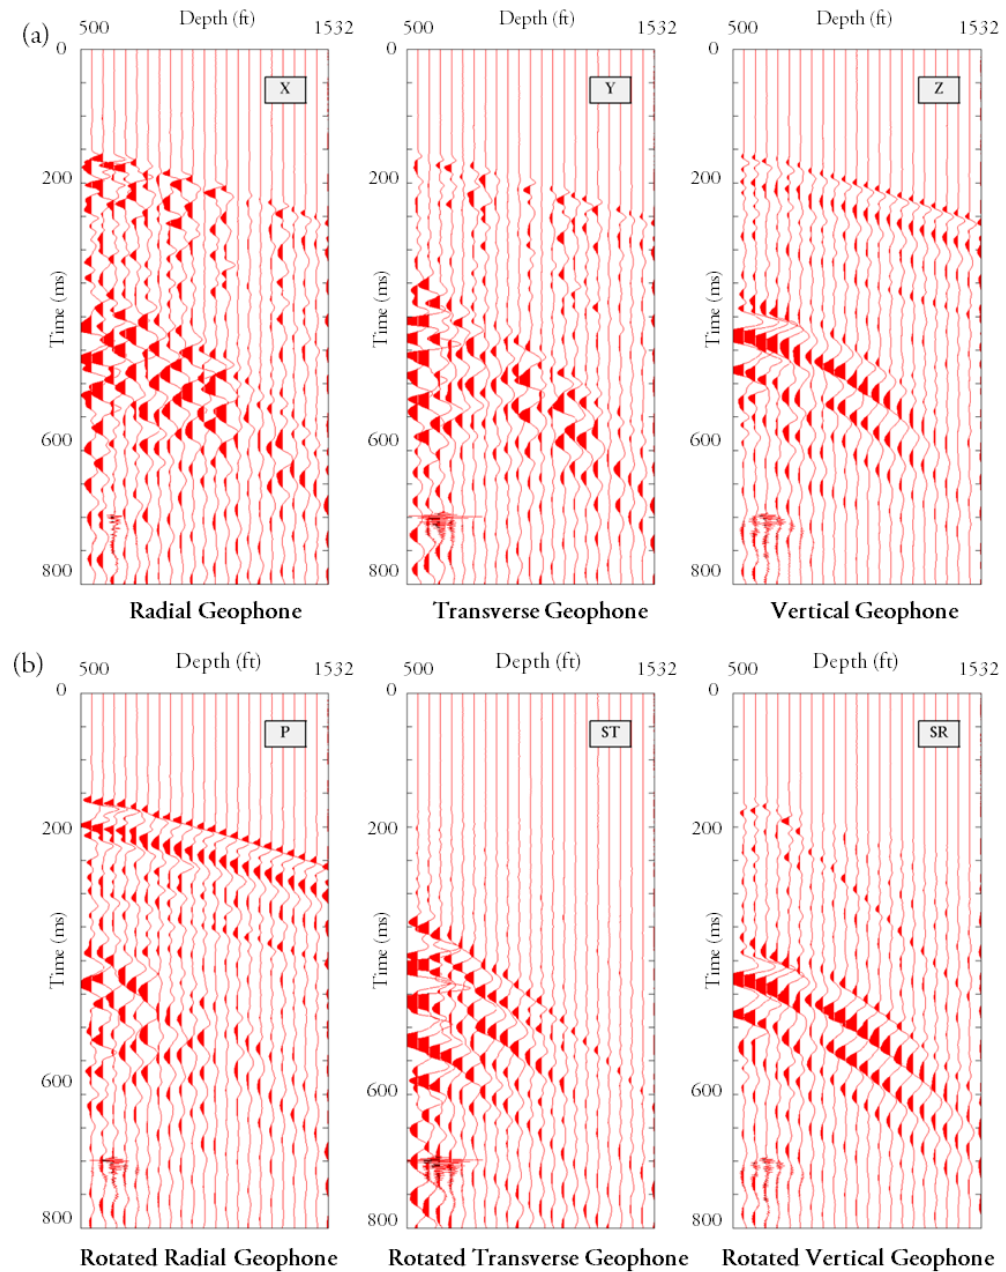 (a)
Depth (ft) Depth (ft) Depth (ft)
500 1532 500 1532 500 1532
0 0 0
X Y Z
200 200 200
Time (ms) Time (ms) Time (ms)
600 600 600
800 800 800
Radial Geophone Transverse Geophone Vertical Geophone
(b)
Depth (ft) Depth (ft) Depth (ft)
500 1532 500 1532 500 1532
0 0 0
P ST SR
200 200 200
Time (ms) Time (ms) Time (ms)
600 600 600
800 800 800
Rotated Radial Geophone Rotated Transverse Geophone Rotated Vertical Geophone